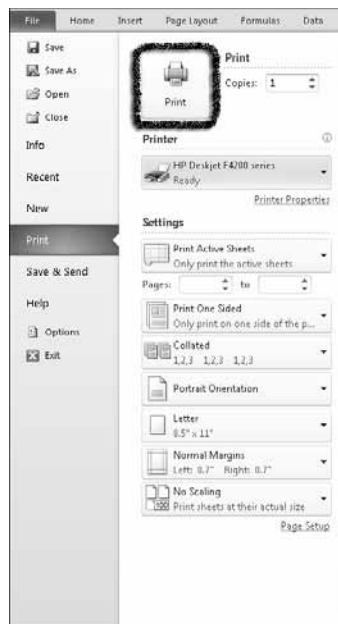 File Home Insert Page Layout Formulas Data
Save
Save As
Open
Close
Info
Recent
New
Print
Save & Send
Help
Options
Exit
Print
Print
Copies: 1
Printer
HP Deskjet F4200 series
Ready
Printer Properties
Settings
Print Active Sheets
Only print the active sheets
Pages: to
Print One Sided
Only print on one side of the p...
Collated
1,2,3 1,2,3 1,2,3
Portrait Orientation
Letter
8.5" x 11"
Normal Margins
Left: 0.7" Right: 0.7"
No Scaling
100
Print sheets at their actual size
Page Setup